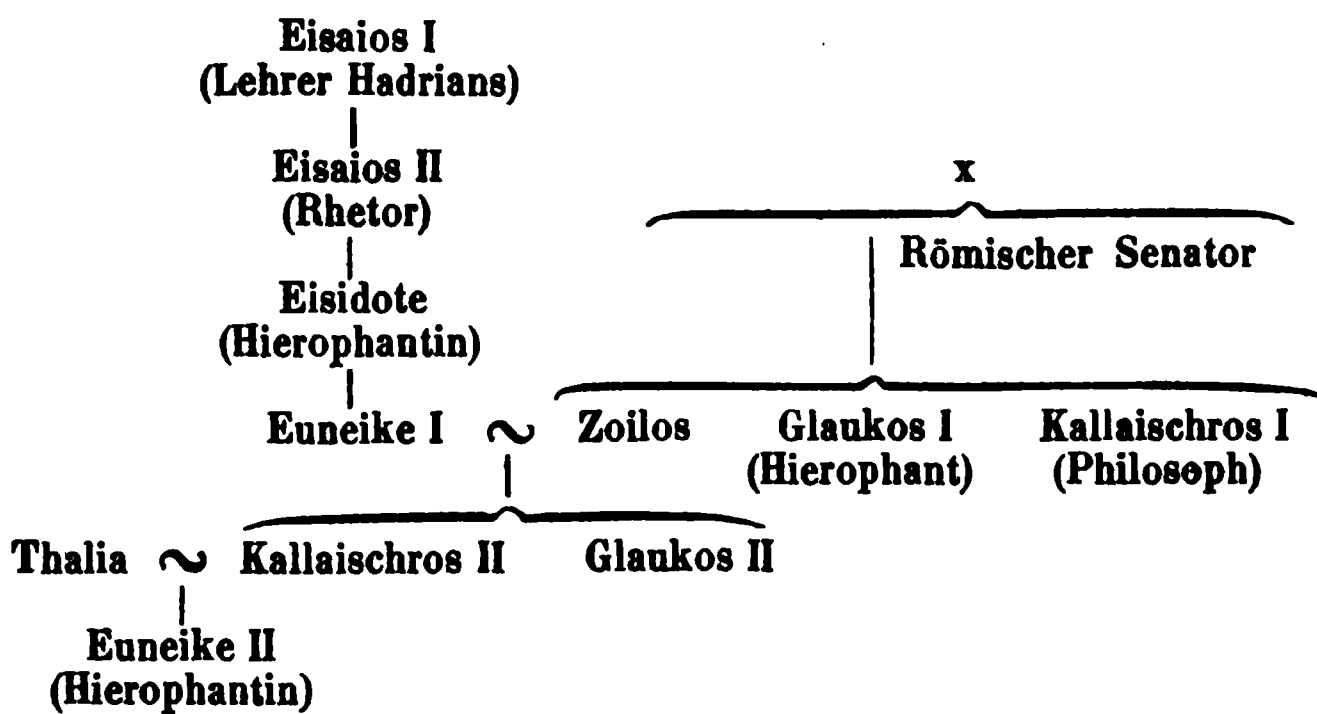 Eisaios I
(Lehrer Hadrians)
Eisaios II
(Rhetor)
x
Römischer Senator
Eisidote
(Hierophantin)
Euneike I ~ Zoilos Glaukos I Kallaischros I
(Hierophant) (Philosoph)
Thalia ~ Kallaischros II Glaukos II
Euneike II
(Hierophantin)